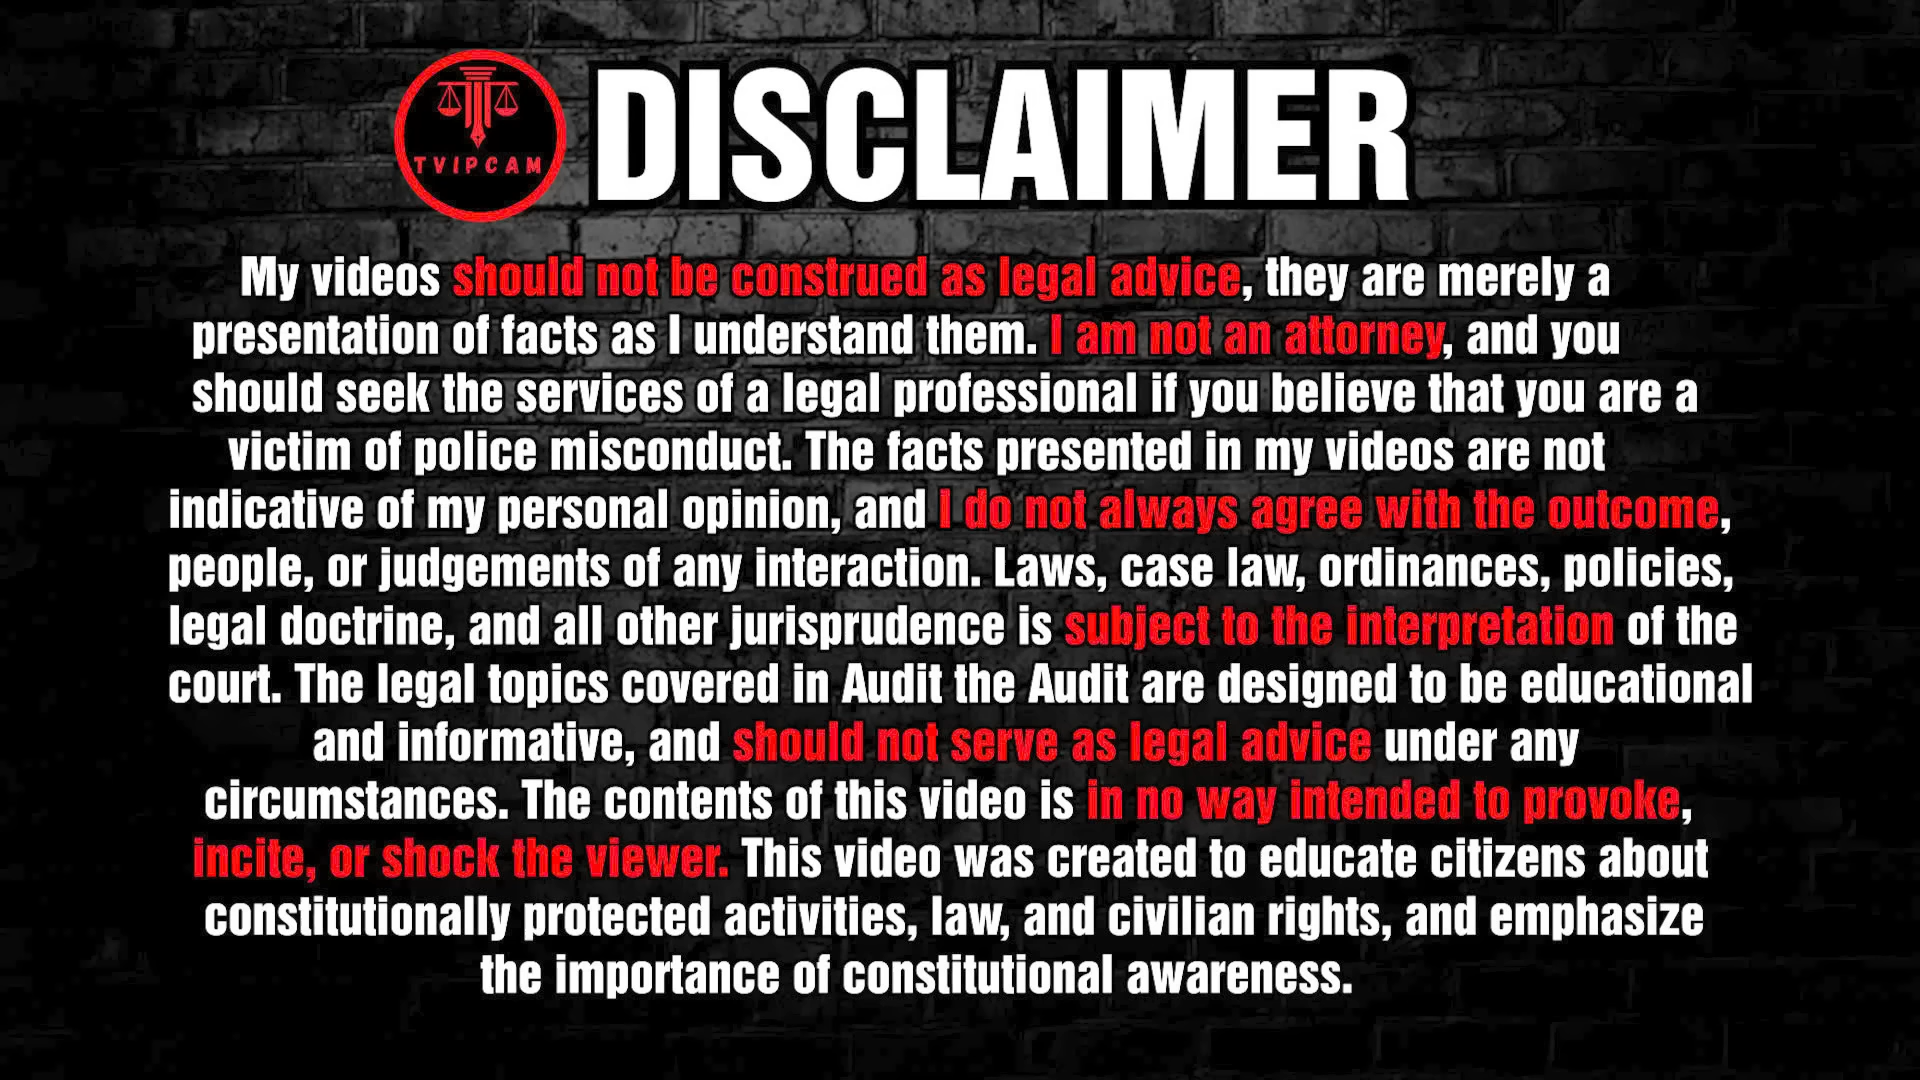 TVIPCAM
DISCLAIMER
My videos should not be construed as legal advice, they are merely a
presentation of facts as I understand them. I am not an attorney, and you
should seek the services of a legal professional if you believe that you are a
victim of police misconduct. The facts presented in my videos are not
indicative of my personal opinion, and I do not always agree with the outcome,
people, or judgements of any interaction. Laws, case law, ordinances, policies,
legal doctrine, and all other jurisprudence is subject to the interpretation of the
court. The legal topics covered in Audit the Audit are designed to be educational
and informative, and should not serve as legal advice under any
circumstances. The contents of this video is in no way intended to provoke,
incite, or shock the viewer. This video was created to educate citizens about
constitutionally protected activities, law, and civilian rights, and emphasize
the importance of constitutional awareness.